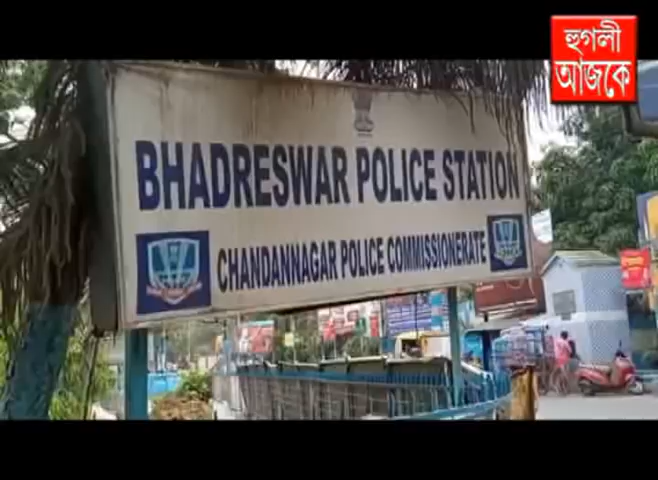 হুগলী
আজকে
BHADRESWAR POLICE STATION
CHANDANNAGAR POLICE COMMISSIONERATE